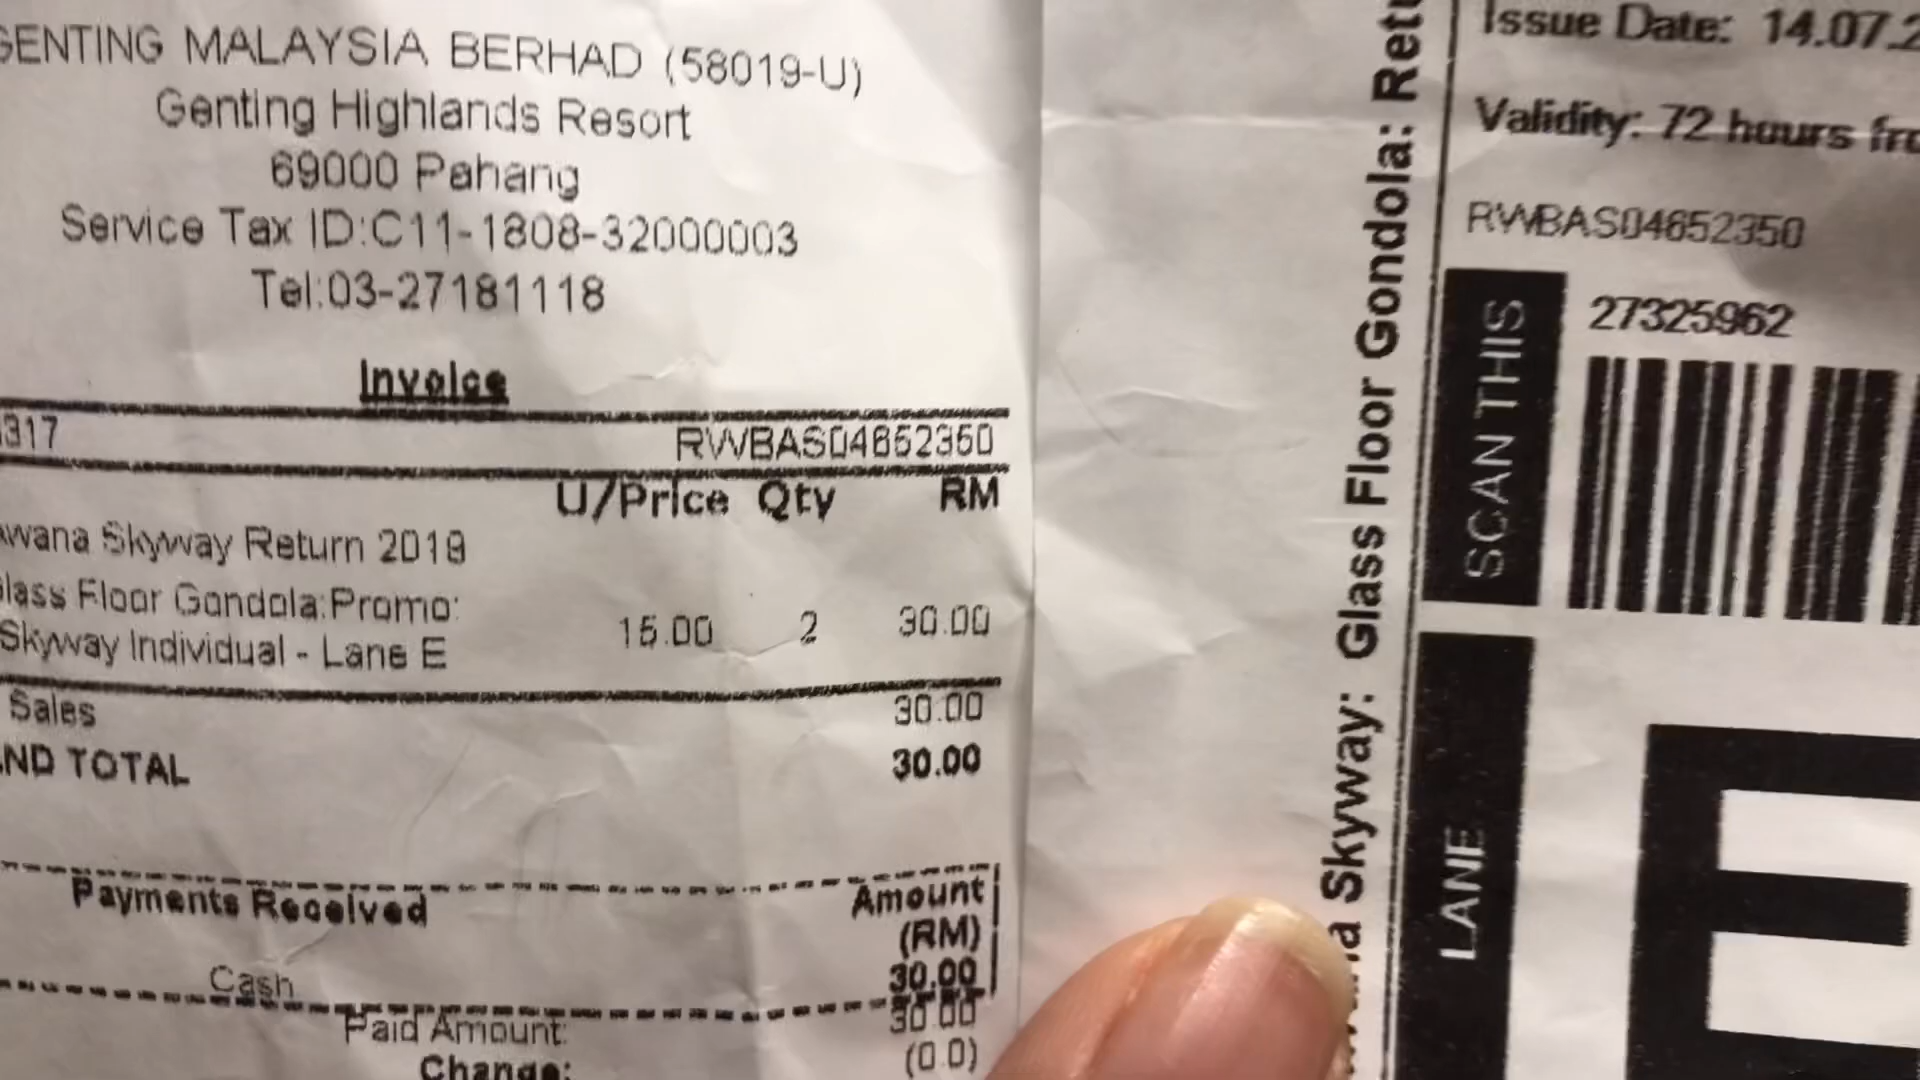 GENTING MALAYSIA BERHAD (58019-U)
Genting Highlands Resort
69000 Pahang
Service Tax ID:C11-1808-32000003
Tel:03-27181118
Invoice
317 RWBAS04652350
U/Price Qty RM
wana Skyway Return 2019
lass Floor Gondola:Promo:
Skyway Individual - Lane E 15.00 2 30.00
Sales 30.00
ND TOTAL 30.00
Payments Received Amount
(RM)
Cash 30.00
Paid Amount: 30.00
Change: (0.0)
a Skyway: Glass Floor Gondola: Retu
Issue Date: 14.07.2
Validity: 72 hours fro
RWBAS04652350
27325962
SCAN THIS
LANE
E